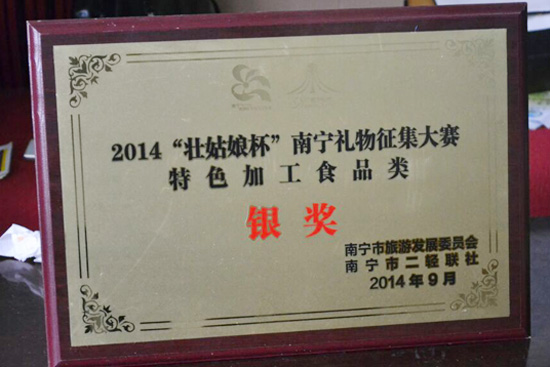 2014“壮姑娘杯”南宁礼物征集大赛
特色加工食品类
银奖
南宁市旅游发展委员会
南宁市二轻联社
2014年9月